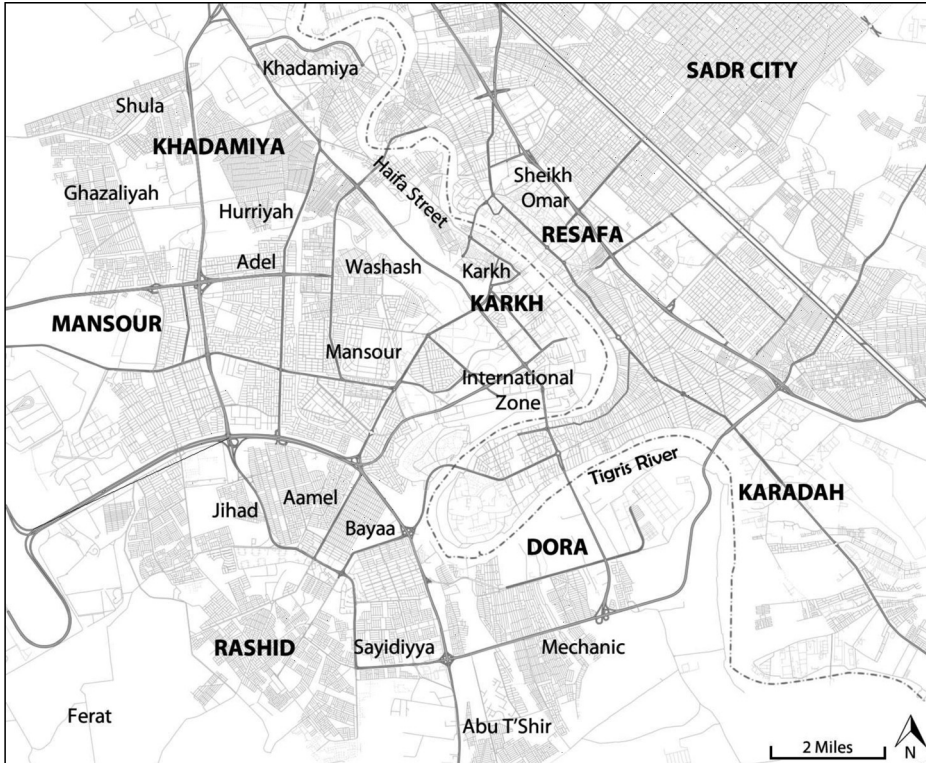 Khadamiya
SADR CITY
Shula
KHADAMIYA
Haifa Street
Ghazaliyah
Sheikh
Omar
Hurriyah
RESAFA
Adel
Washash
Karkh
KARKH
MANSOUR
Mansour
International
Zone
Tigris River
KARADAH
Aamel
Jihad
Bayaa
DORA
RASHID
Sayidiyya
Mechanic
Ferat
Abu T'Shir
2 Miles
N